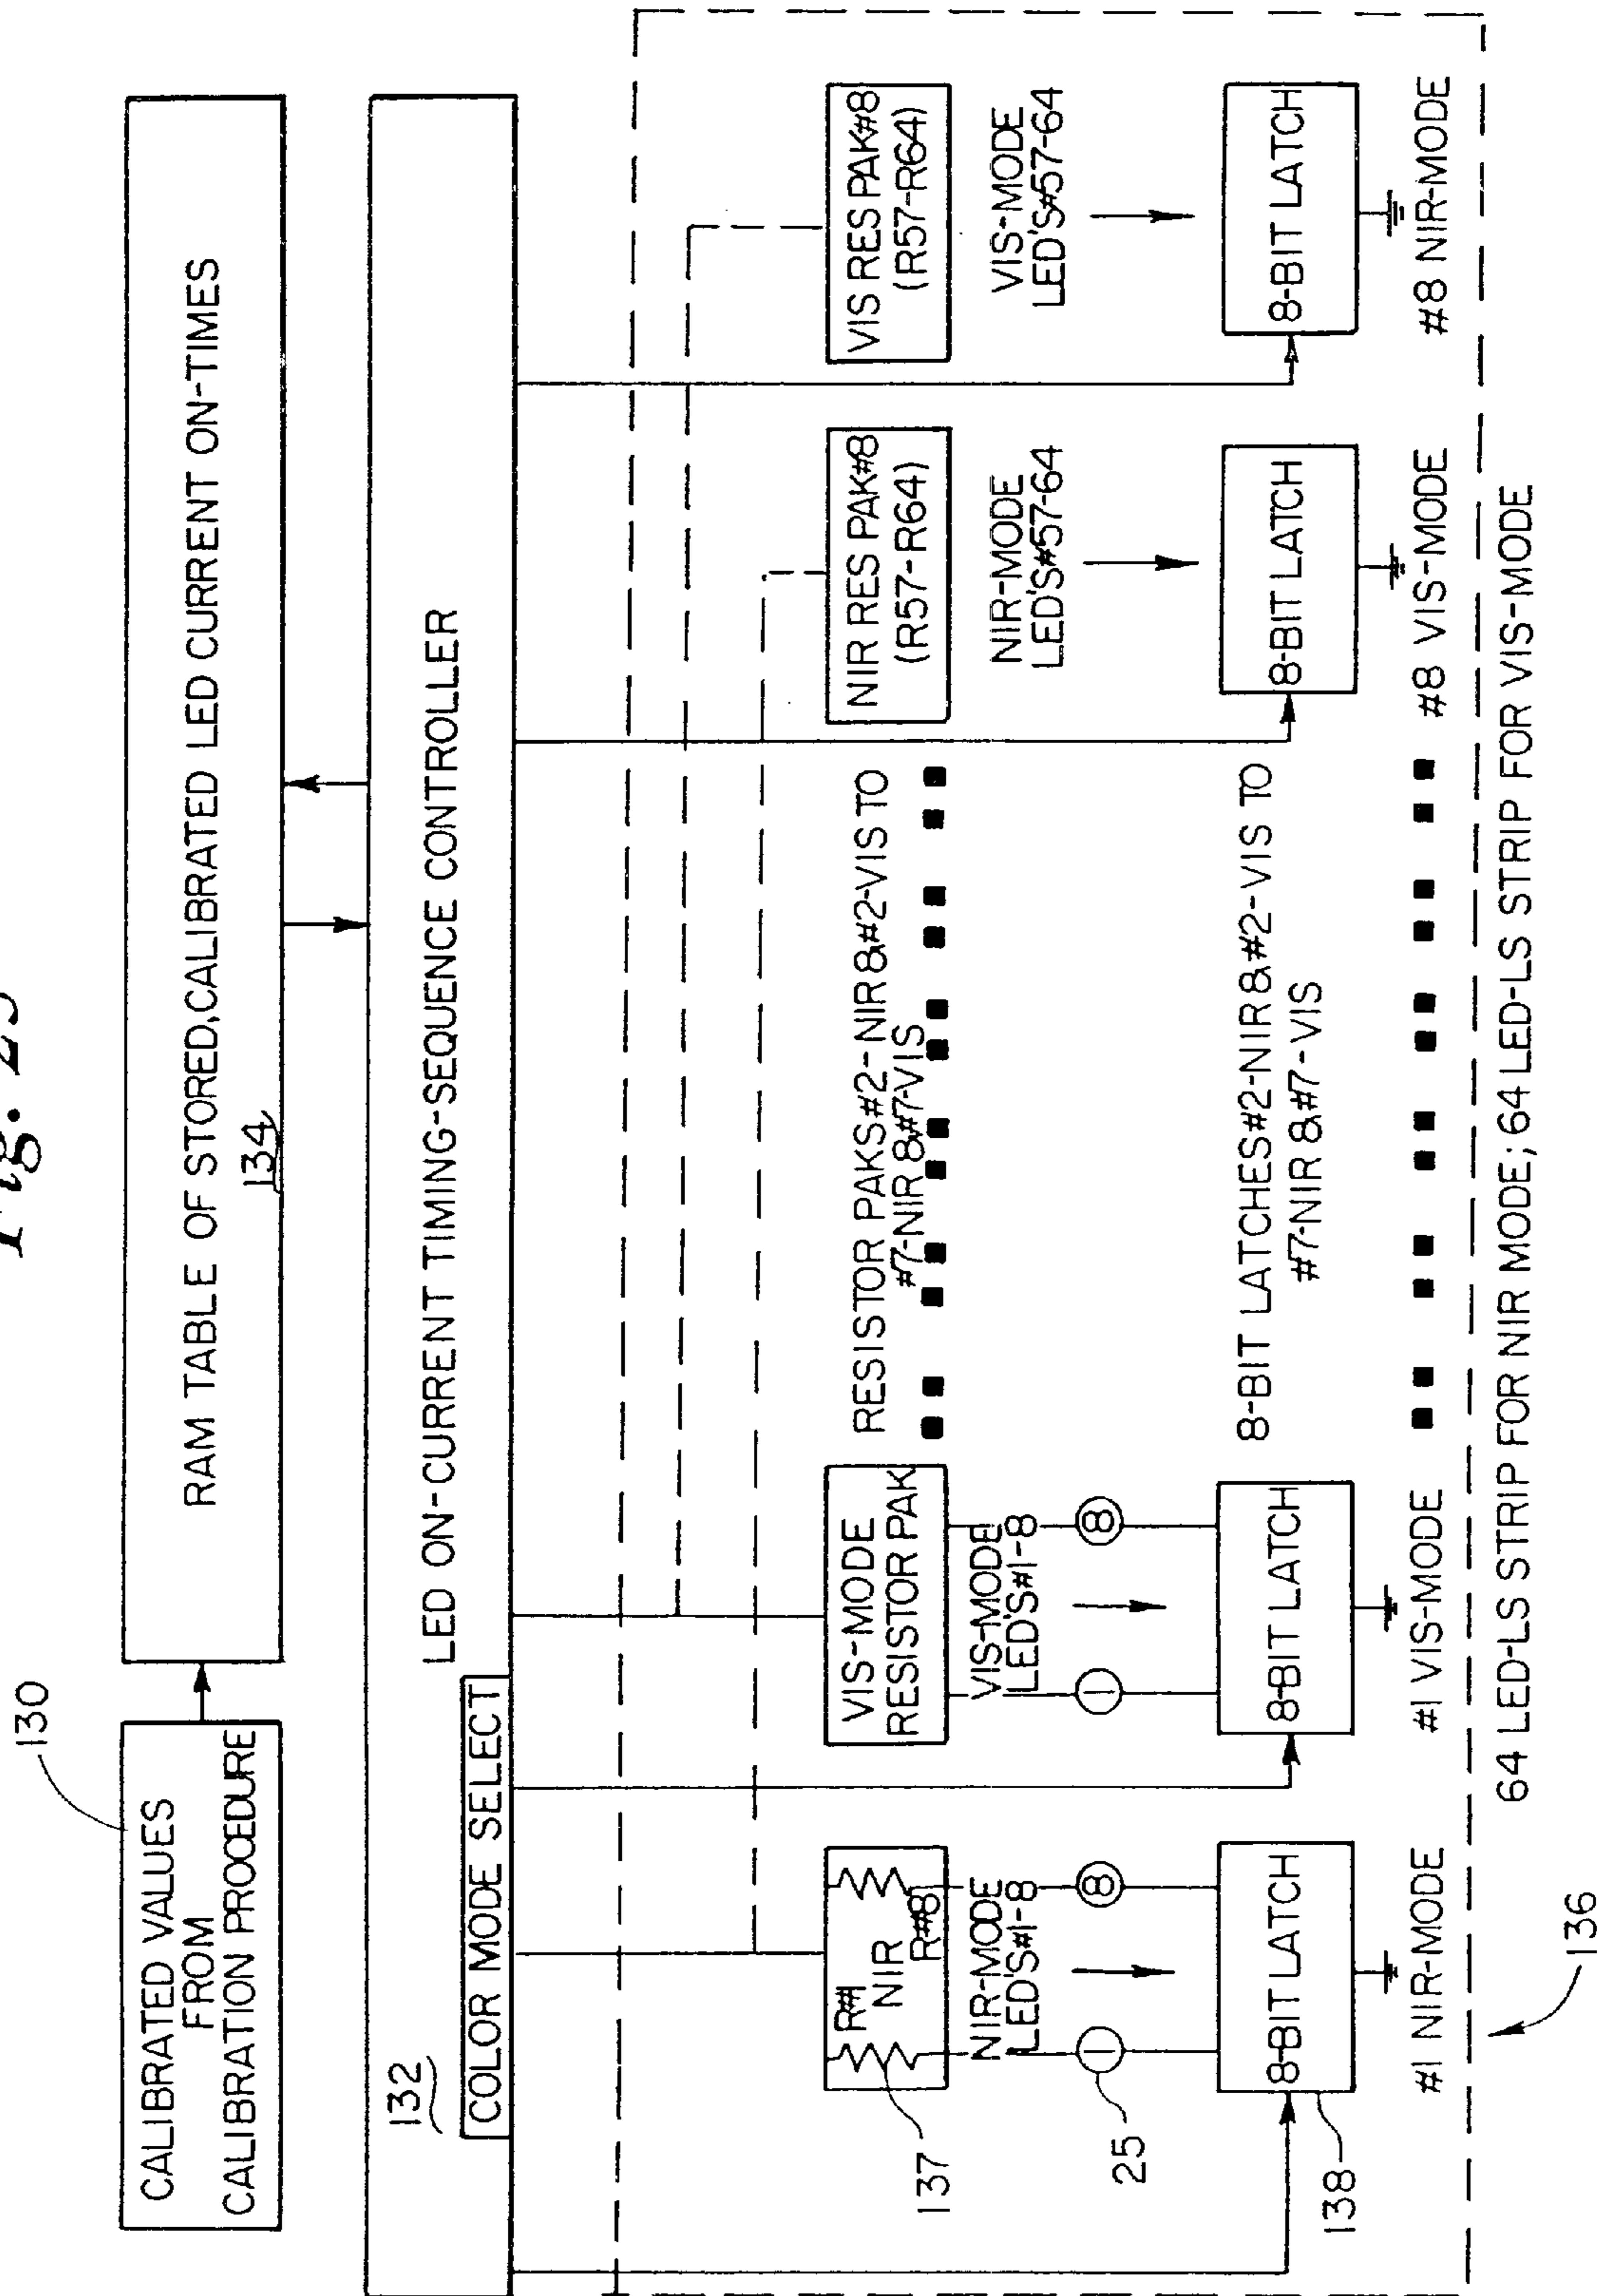 Fig. 25
130
CALIBRATED VALUES
FROM
CALIBRATION PROCEDURE
RAM TABLE OF STORED,CALIBRATED LED CURRENT ON-TIMES
134
132
LED ON-CURRENT TIMING-SEQUENCE CONTROLLER
COLOR MODE SELECT
R#1
NIR
R#8
137
VIS-MODE
RESISTOR PAK
RESISTOR PAKS#2-NIR&#2-VIS TO
#7-NIR &#7-VIS
NIR RES PAK#8
(R57-R64)
VIS RES PAK#8
(R57-R64)
NIR-MODE
LED'S#1-8
1
8
25
VIS-MODE
LED'S#1-8
1
8
NIR-MODE
LED'S#57-64
VIS-MODE
LED'S#57-64
8-BIT LATCH
138
8-BIT LATCH
8-BIT LATCHES#2-NIR&#2-VIS TO
#7-NIR &#7-VIS
8-BIT LATCH
8-BIT LATCH
#1 NIR-MODE
#1 VIS-MODE
#8 VIS-MODE
#8 NIR-MODE
136
64 LED-LS STRIP FOR NIR MODE; 64 LED-LS STRIP FOR VIS-MODE